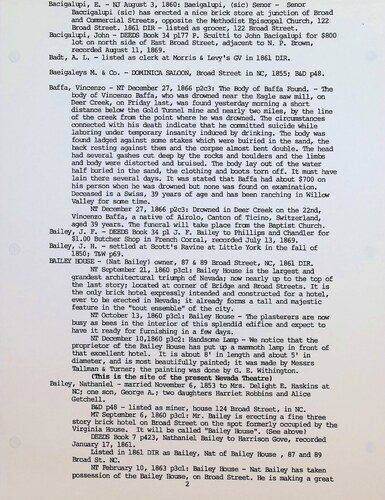 Bacigalupi, E. - NJ August 3, 1860: Bacigalupi, (sic) Senor - Senor
Baccigalupi (sic) has erected a nice brick store at junction of Broad
and Commercial Streets, opposite the Methodist Episcopal Church, 122
Broad Street. 1861 DIR - listed as grocer, 122 Broad Street.
Bacigalupi, John - DEEDS Book 34 p177 P. Scuitti to John Bacigalupi for $800
lot on north side of East Broad Street, adjacent to N. P. Brown,
recorded August 11, 1869.
Badt, A. L. - listed as clerk at Morris & Levy's GV in 1861 DIR.
Baeigaleys M. & Co. - DOMINICA SALOON, Broad Street in NC, 1855; B&D p48.
Baffa, Vincenzo - NT December 27, 1866 p2c3: The Body of Baffa Found. - The
body of Vincenzo Baffa, who was drowned near the Eagle saw mill, on
Deer Creek, on Friday last, was found yesterday morning a short
distance below the Gold Tunnel mine and nearly two miles, by the line
of the creek from the point where he was drowned. The circumstances
connected with his death indicate that he committed suicide while
laboring under temporary insanity induced by drinking. The body was
found lodged against some stakes which were buried in the sand, the
back resting against them and the corpse almost bent double. The head
had several gashes cut deep by the rocks and boulders and the limbs
and body were distorted and bruised. The body lay out of the water
half buried in the sand, the clothing and boots torn off. It must have
lain there several days. It was stated that Baffa had about $700 on
his person when he was drowned but none was found on examination.
Deceased was a Swiss, 39 years of age and has been ranching in Willow
Valley for some time.
NT December 27, 1866 p2c3: Drowned in Deer Creek on the 22nd,
Vincenzo Baffa, a native of Airolo, Canton of Ticino, Switzerland,
aged 39 years. The funeral will take place from the Baptist Church.
Bailey, J. F. - DEEDS Book 34 pl J. F. Bailey to Phillips and Chandler for
$1.00 Butcher Shop in French Corral, recorded July 13, 1869.
Bailey, J. H. - settled at Scott's Ravine at Little York in the fall of
1850; T&W p69.
BAILEY HOUSE - (Nat Bailey) owner, 87 & 89 Broad Street, NC, 1861 DIR.
NT September 21, 1860 p3cl: Bailey House is the largest and
grandest architectural triumph of Nevada; now nearly up to the top of
the last story; located at corner of Bridge and Broad Streets. It is
the only brick hotel expressly intended and constructed for a hotel,
ever to be erected in Nevada; it already forms a tall and majestic
feature in the "tout ensemble" of the city.
NT October 13, 1860 p3cl: Bailey House - The plasterers are now
busy as bees in the interior of this splendid edifice and expect to
have it ready for furnishing in a few days.
NT December 10,1860 p2c2: Handsome Lamp - We notice that the
proprietor of the Bailey House has put up a mammoth lamp in front of
that excellent hotel. It is about 8' in length and about 5' in
diameter, and is most beautifully painted; it was made by Messrs
Tallman & Turner; the painting was done by G. E. Withington.
(This is the site of the present Nevada Theatre)
Bailey, Nathaniel - married November 6, 1853 to Mrs. Delight E. Haskins at
NC; one son, George A.; two daughters Harriet Robbins and Alice
Getchell.
B&D p48 - listed as miner, house 124 Broad Street, in NC.
MT September 6, 1860 p3cl: Mr. Bailey is erecting a fine three
story brick hotel on Broad Street on the spot formerly occupied by the
Virginia House. It will be called "Bailey House". (See above)
DEEDS Book 7 p423, Nathaniel Bailey to Harrison Gove, recorded
January 17, 1861.
Listed in 1861 DIR as Bailey, Nat of Bailey House , 87 and 89
Broad St. NC.
NT February 10, 1863 p3cl: Bailey House - Nat Bailey has taken
possession of the Bailey House, on Broad Street. He is making a great
2